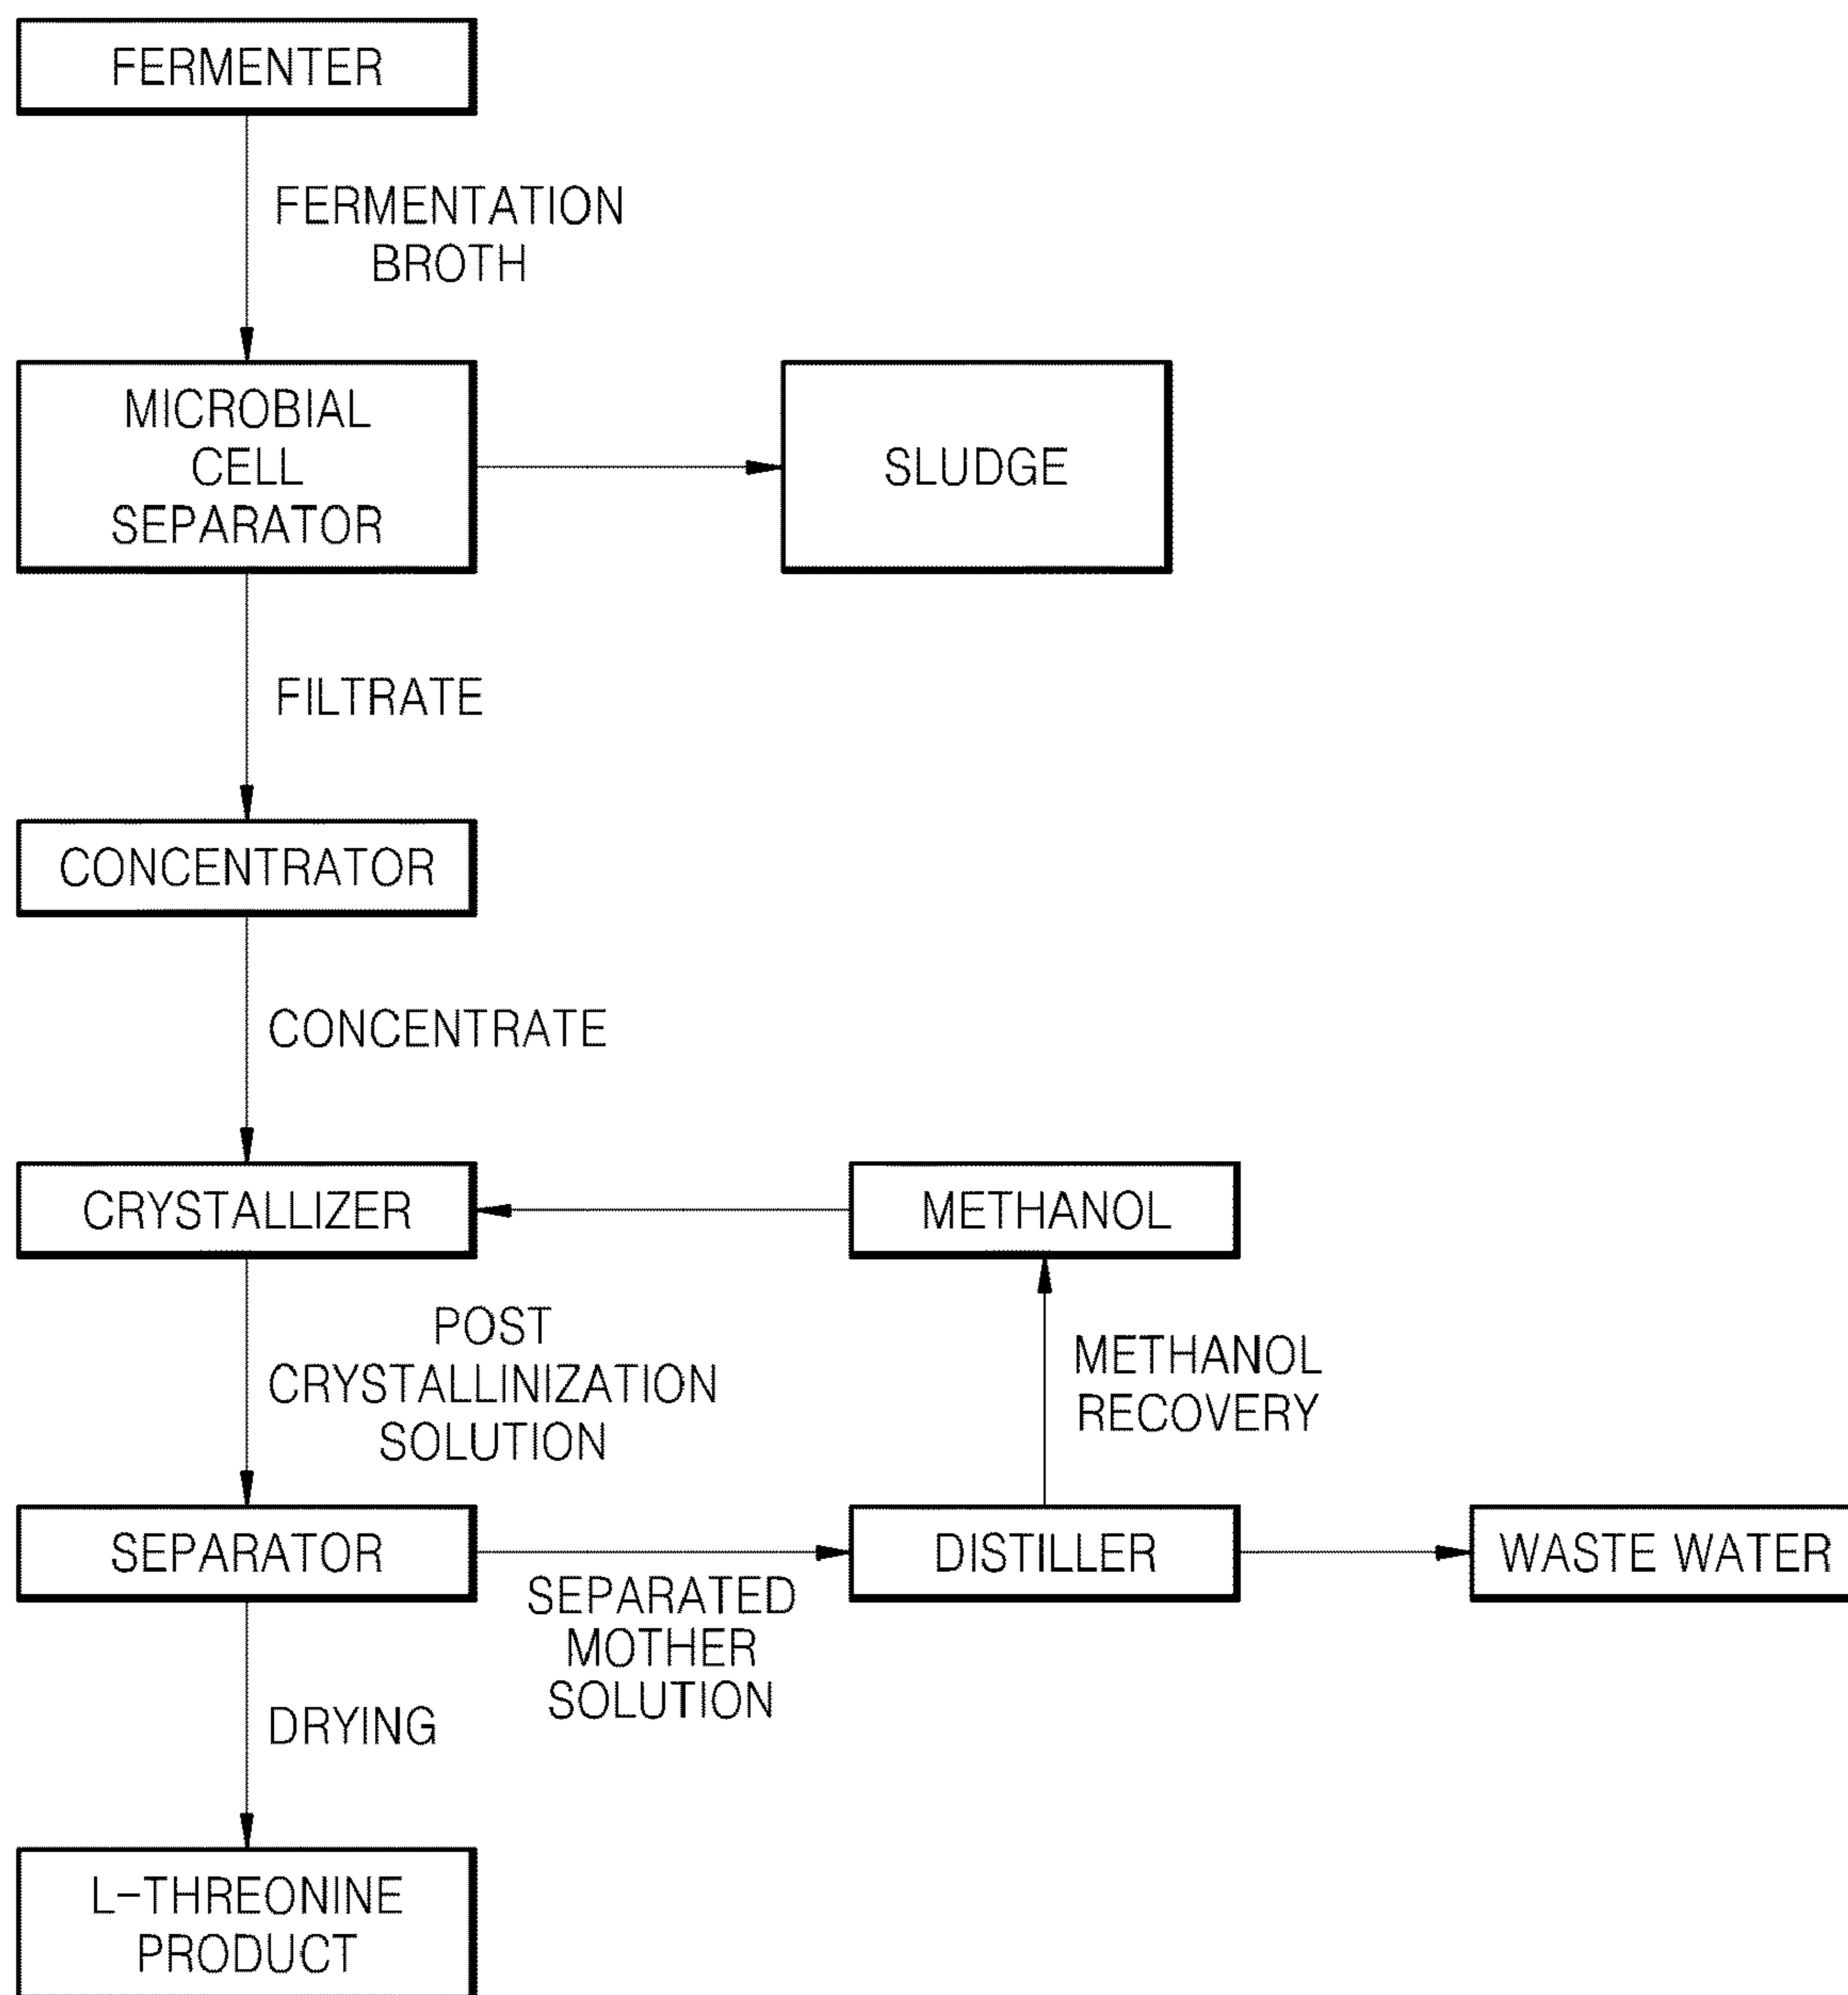 FERMENTER
FERMENTATION
BROTH
MICROBIAL
CELL
SEPARATOR
SLUDGE
FILTRATE
CONCENTRATOR
CONCENTRATE
CRYSTALLIZER
METHANOL
POST
CRYSTALLINIZATION
SOLUTION
METHANOL
RECOVERY
SEPARATOR
SEPARATED
MOTHER
SOLUTION
DISTILLER
WASTE WATER
DRYING
L-THREONINE
PRODUCT